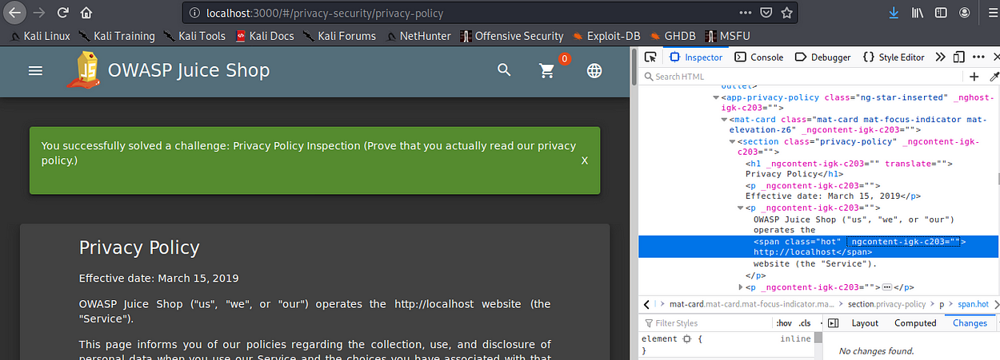 localhost:3000/#/privacy-security/privacy-policy
Kali Linux Kali Training Kali Tools Kali Docs Kali Forums NetHunter Offensive Security Exploit-DB GHDB MSFU
OWASP Juice Shop
0
You successfully solved a challenge: Privacy Policy Inspection (Prove that you actually read our privacy
policy.)
X
Privacy Policy
Effective date: March 15, 2019
OWASP Juice Shop ("us", "we", or "our") operates the http://localhost website (the
"Service").
This page informs you of our policies regarding the collection, use, and disclosure of
personal data when you use our Service and the choices you have associated with that
Inspector Console Debugger Style Editor
Search HTML
outlet>
<app-privacy-policy class="ng-star-inserted" _nghost-
igk-c203="">
<mat-card class="mat-card mat-focus-indicator mat-
elevation-z6" _ngcontent-igk-c203="">
<section class="privacy-policy" _ngcontent-igk-
c203="">
<h1 _ngcontent-igk-c203="" translate="">
Privacy Policy</h1>
<p _ngcontent-igk-c203="">
Effective date: March 15, 2019</p>
<p _ngcontent-igk-c203="">
OWASP Juice Shop ("us", "we", or "our")
operates the
<span class="hot" _ngcontent-igk-c203="">
http://localhost</span>
website (the "Service").
</p>
<p _ngcontent-igk-c203=""></p>
mat-card.mat-card.mat-focus-indicator.ma... section.privacy-policy p span.hot
Filter Styles :hov .cls
Layout Computed Changes
element { inline
}
No changes found.